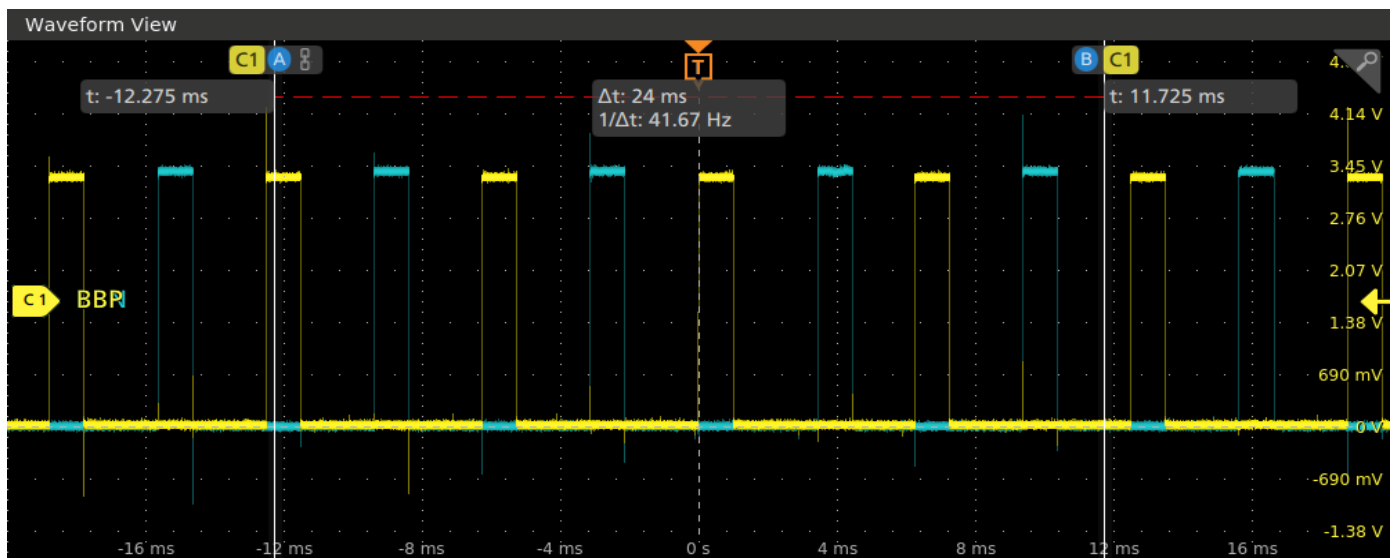 Waveform View
C1 A T B C1
t: -12.275 ms
Δt: 24 ms
1/Δt: 41.67 Hz
t: 11.725 ms
4.14 V
3.45 V
2.76 V
2.07 V
C1
1.38 V
690 mV
0 V
-690 mV
-1.38 V
-16 ms -12 ms -8 ms -4 ms 0 s 4 ms 8 ms 12 ms 16 ms